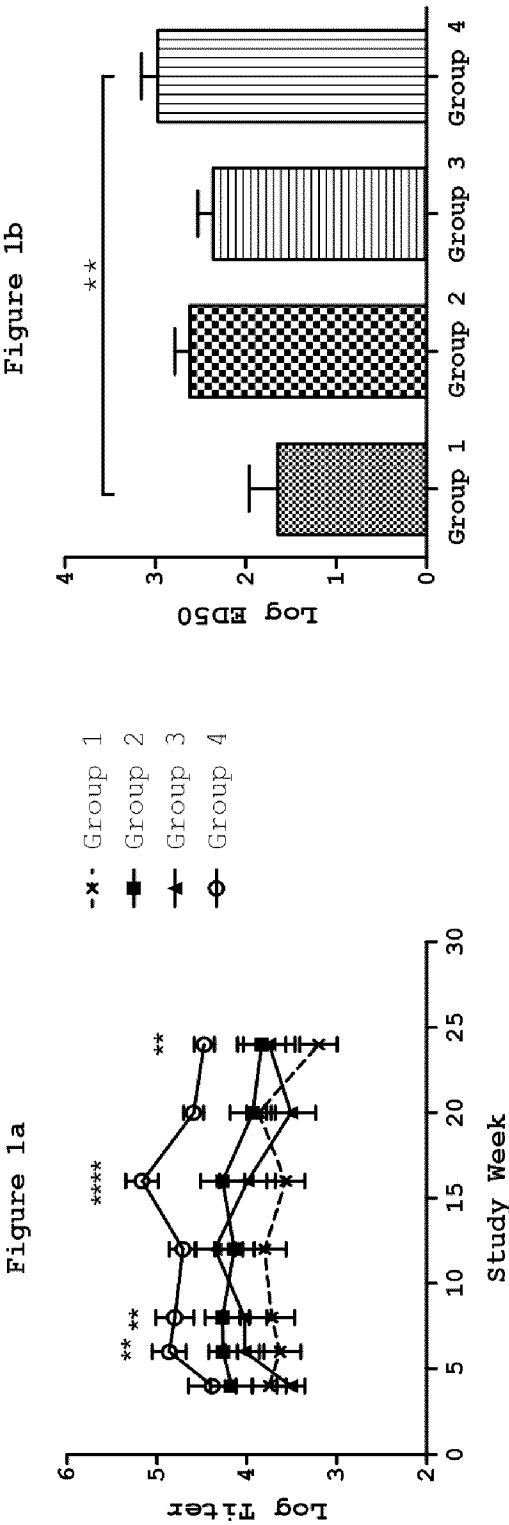 Figure 1a
Log Titer
6
5
4
3
2
** ** **** **
0 5 10 15 20 25 30
Study Week
Group 1
Group 2
Group 3
Group 4
Figure 1b
Log ED50
4
3
2
1
0
**
Group 1 Group 2 Group 3 Group 4